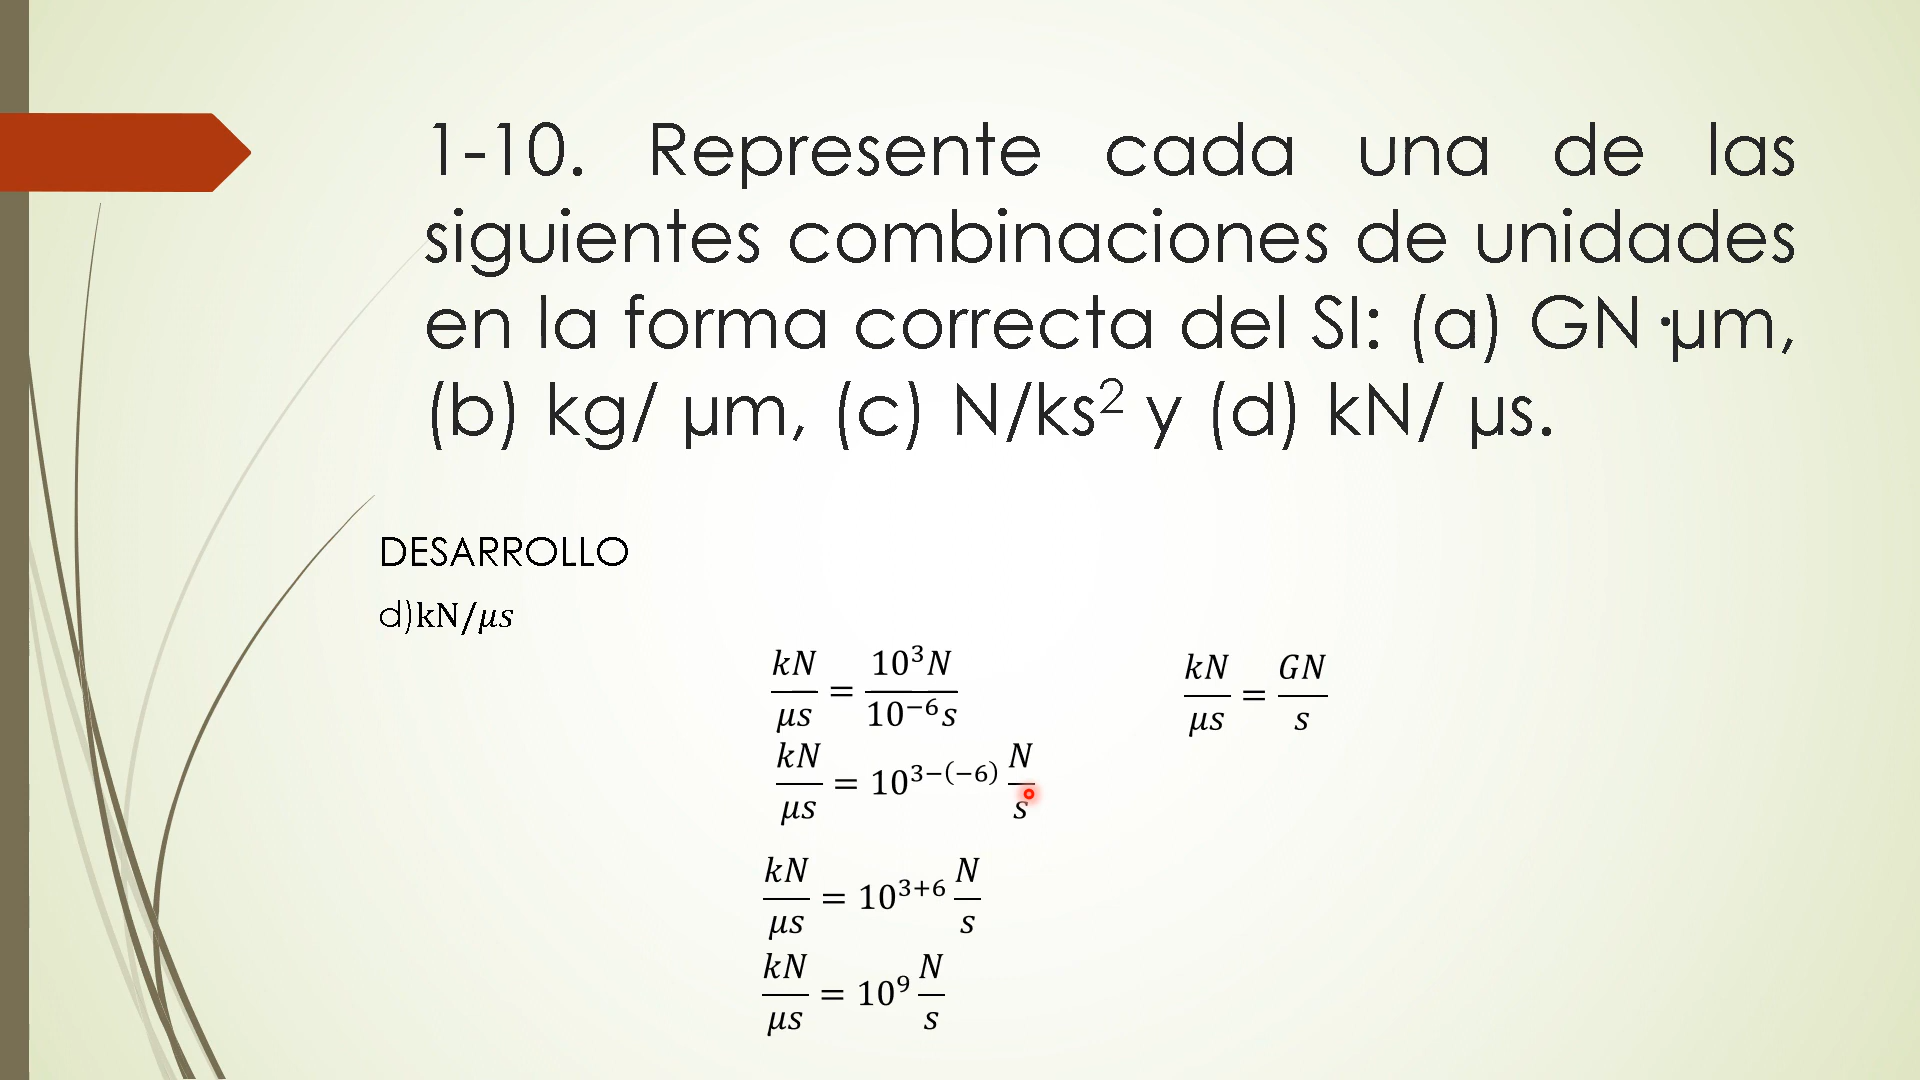 1-10. Represente cada una de las
siguientes combinaciones de unidades
en la forma correcta del SI: (a) GN·µm,
(b) kg/ µm, (c) N/ks² y (d) kN/ µs.
DESARROLLO
d)kN/μs
kN/μs = 10³N/10⁻⁶s
kN/μs = 10³⁻⁽⁻⁶⁾ N/s
kN/μs = 10³⁺⁶ N/s
kN/μs = 10⁹ N/s
kN/μs = GN/s